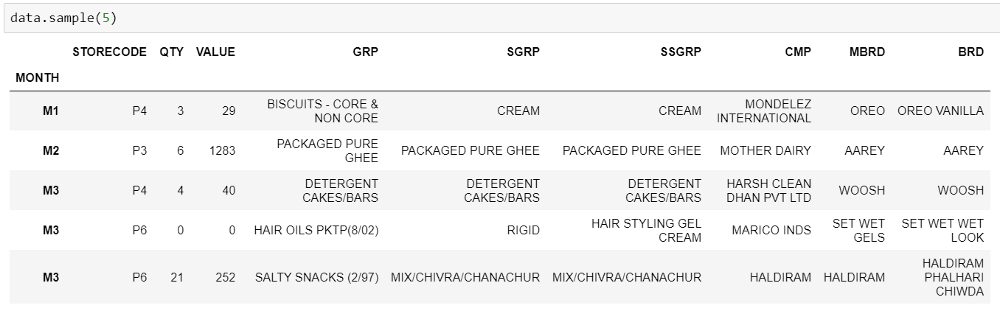 data.sample(5)
STORECODE QTY VALUE GRP SGRP SSGRP CMP MBRD BRD
MONTH
M1 P4 3 29 BISCUITS - CORE & NON CORE CREAM CREAM MONDELEZ INTERNATIONAL OREO OREO VANILLA
M2 P3 6 1283 PACKAGED PURE GHEE PACKAGED PURE GHEE PACKAGED PURE GHEE MOTHER DAIRY AAREY AAREY
M3 P4 4 40 DETERGENT CAKES/BARS DETERGENT CAKES/BARS DETERGENT CAKES/BARS HARSH CLEAN DHAN PVT LTD WOOSH WOOSH
M3 P6 0 0 HAIR OILS PKTP(8/02) RIGID HAIR STYLING GEL CREAM MARICO INDS SET WET GELS SET WET WET LOOK
M3 P6 21 252 SALTY SNACKS (2/97) MIX/CHIVRA/CHANACHUR MIX/CHIVRA/CHANACHUR HALDIRAM HALDIRAM HALDIRAM PHALHARI CHIWDA